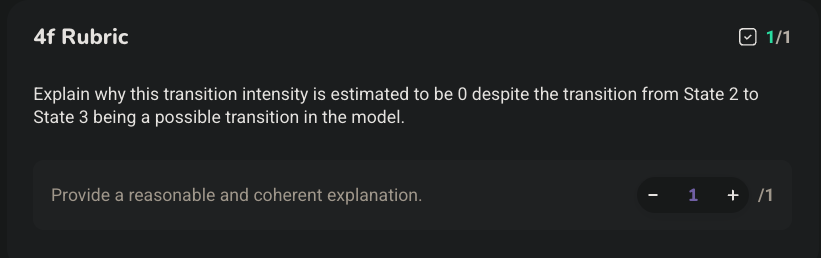 4f Rubric
1/1
Explain why this transition intensity is estimated to be 0 despite the transition from State 2 to
State 3 being a possible transition in the model.
Provide a reasonable and coherent explanation.
− 1 + /1